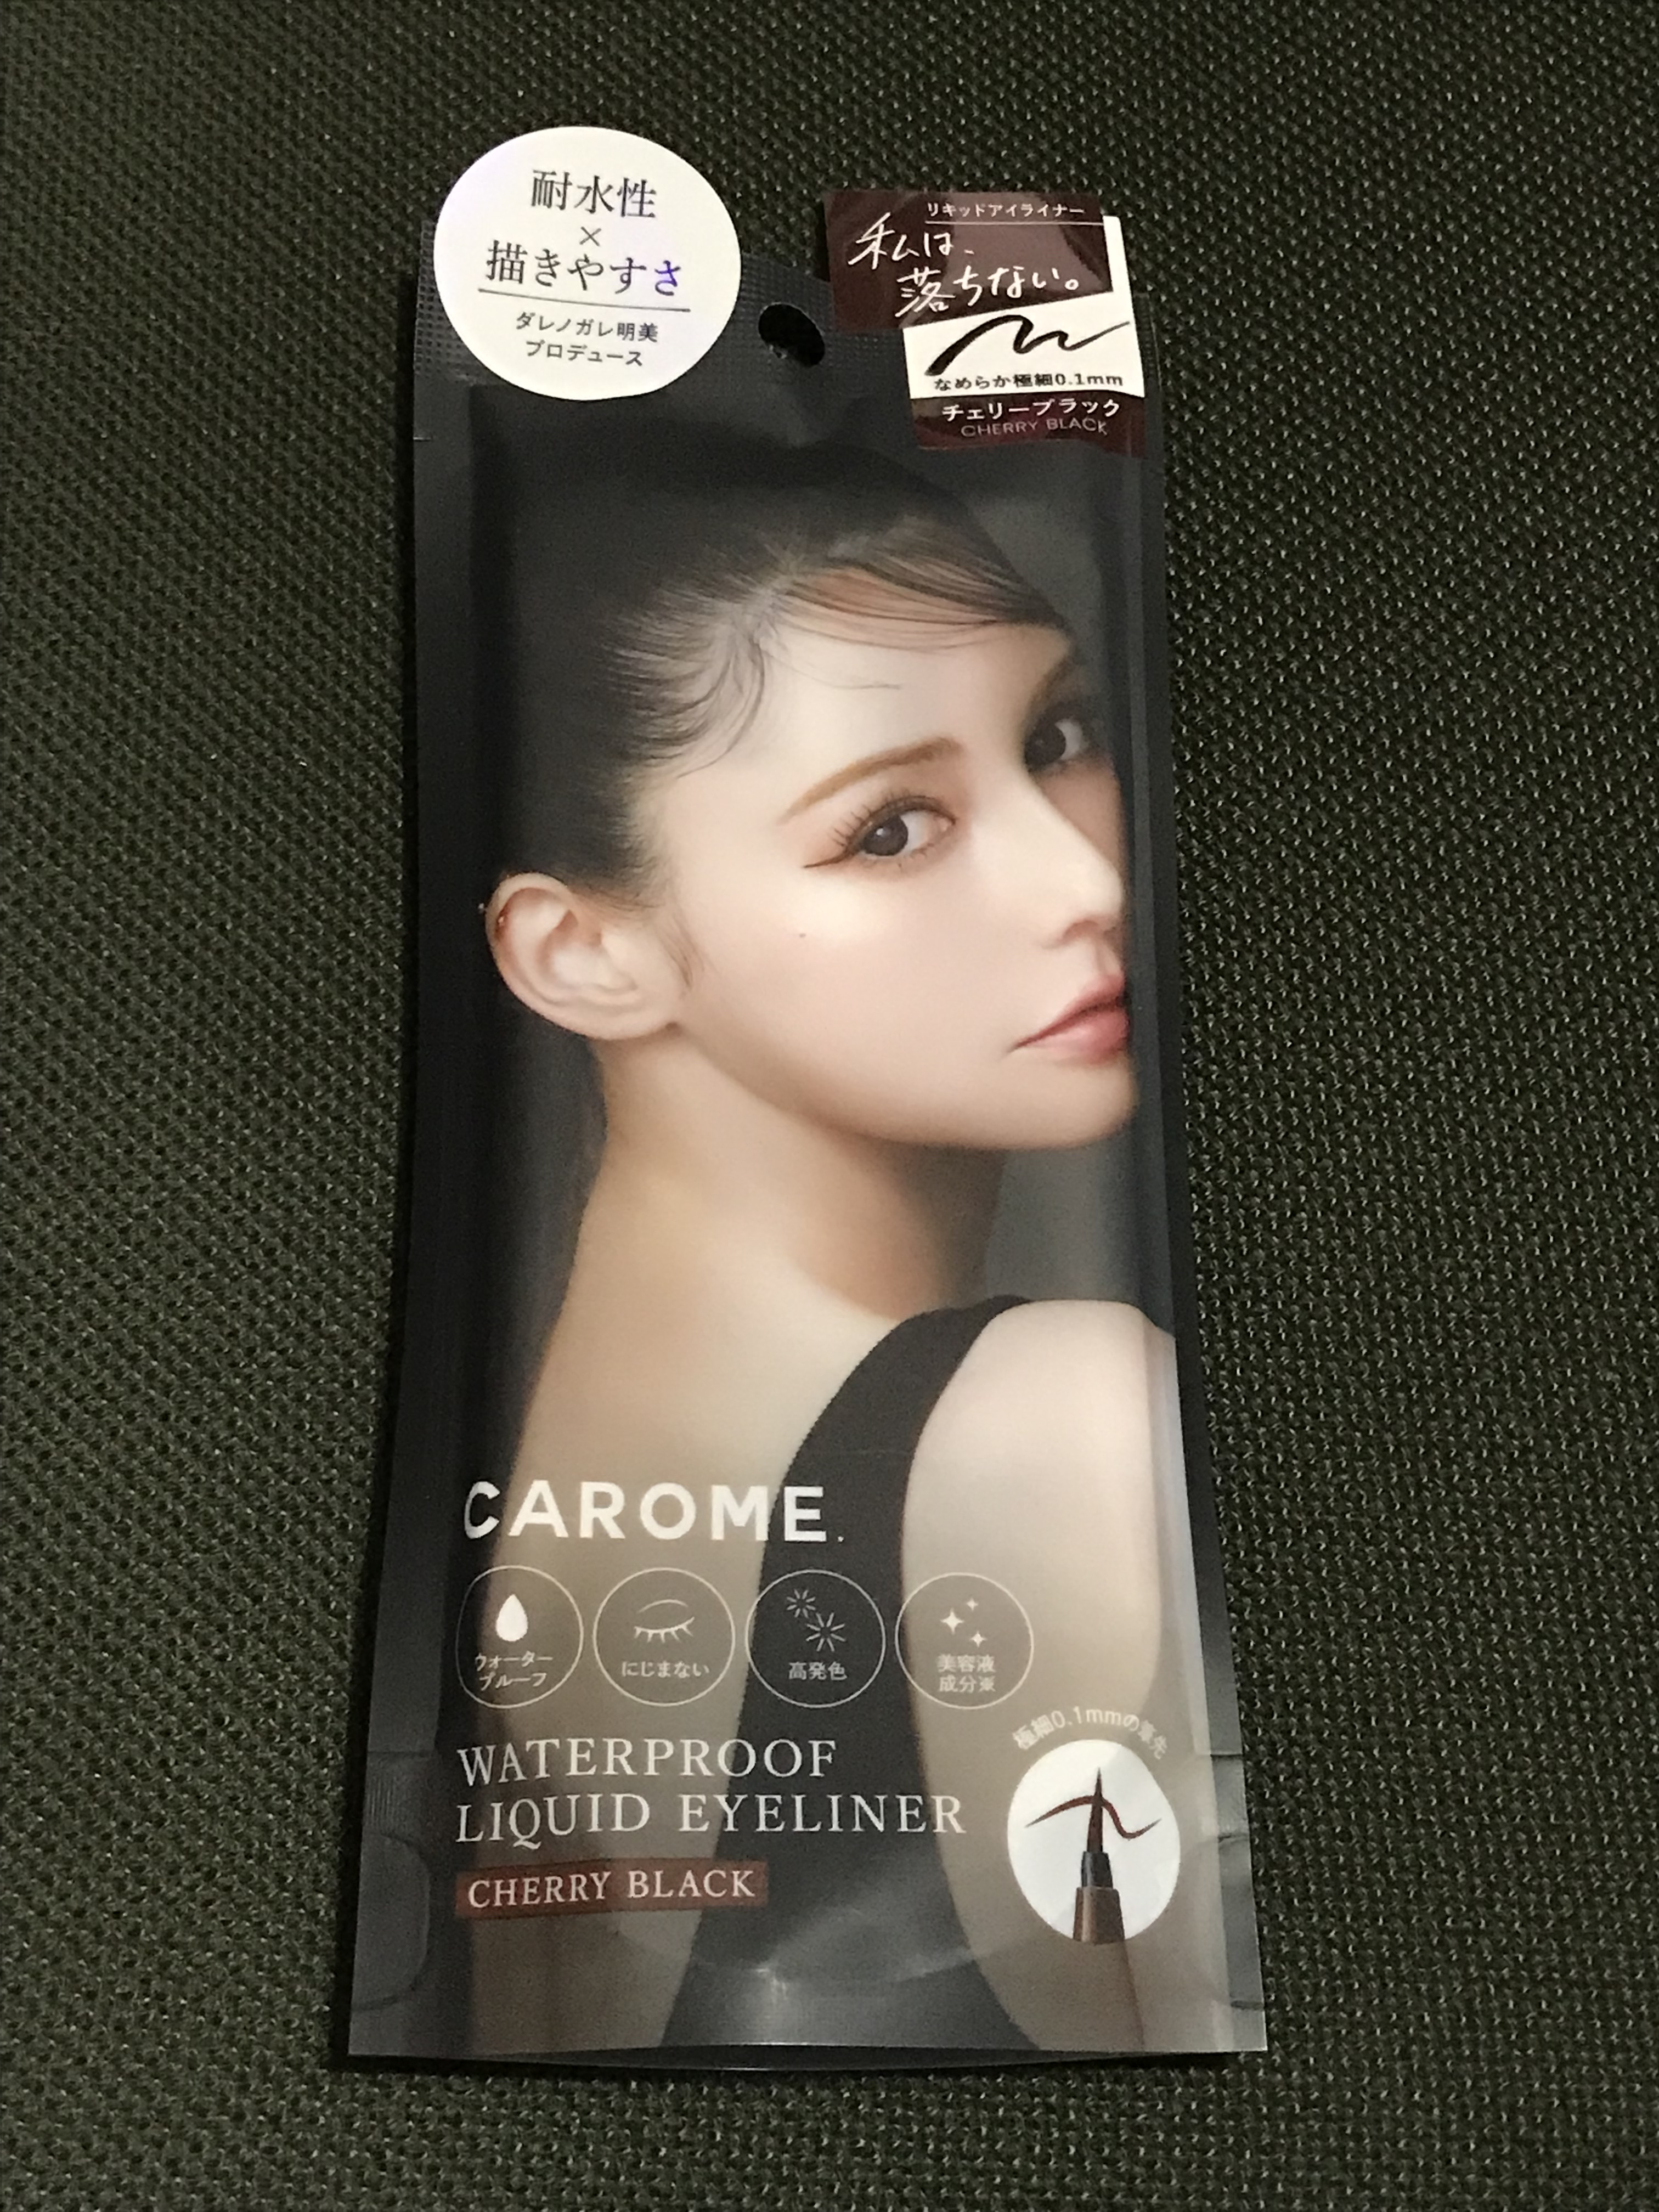 耐水性
×
描きやすさ
ダレノガレ明美
プロデュース
リキッドアイライナー
私は、
落ちない。
なめらか極細0.1mm
チェリーブラック
CHERRY BLACK
CAROME.
ウォーター
プルーフ
にじまない
高発色
美容液
成分※
極細0.1mmの筆先
WATERPROOF
LIQUID EYELINER
CHERRY BLACK